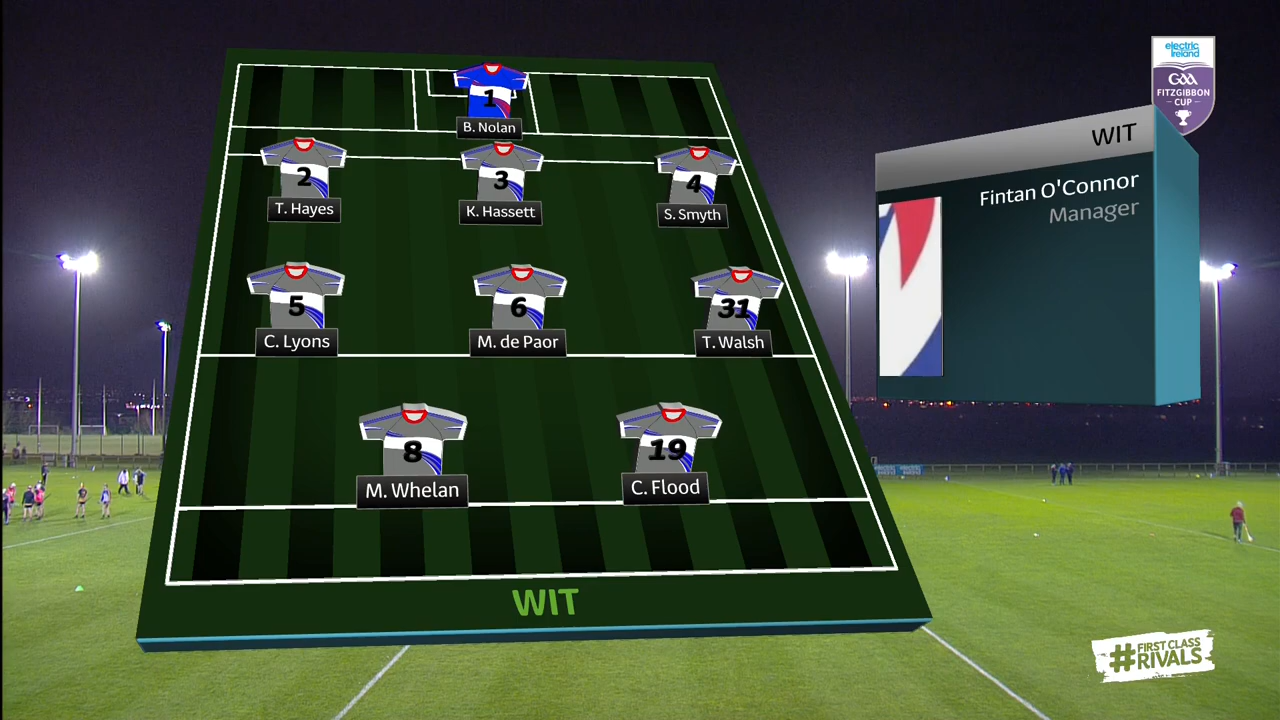 1
B. Nolan
2
T. Hayes
3
K. Hassett
4
S. Smyth
5
C. Lyons
6
M. de Paor
31
T. Walsh
8
M. Whelan
19
C. Flood
WIT
WIT
Fintan O'Connor
Manager
electric
Ireland
GAA
FITZGIBBON
CUP
#FIRST CLASS
RIVALS